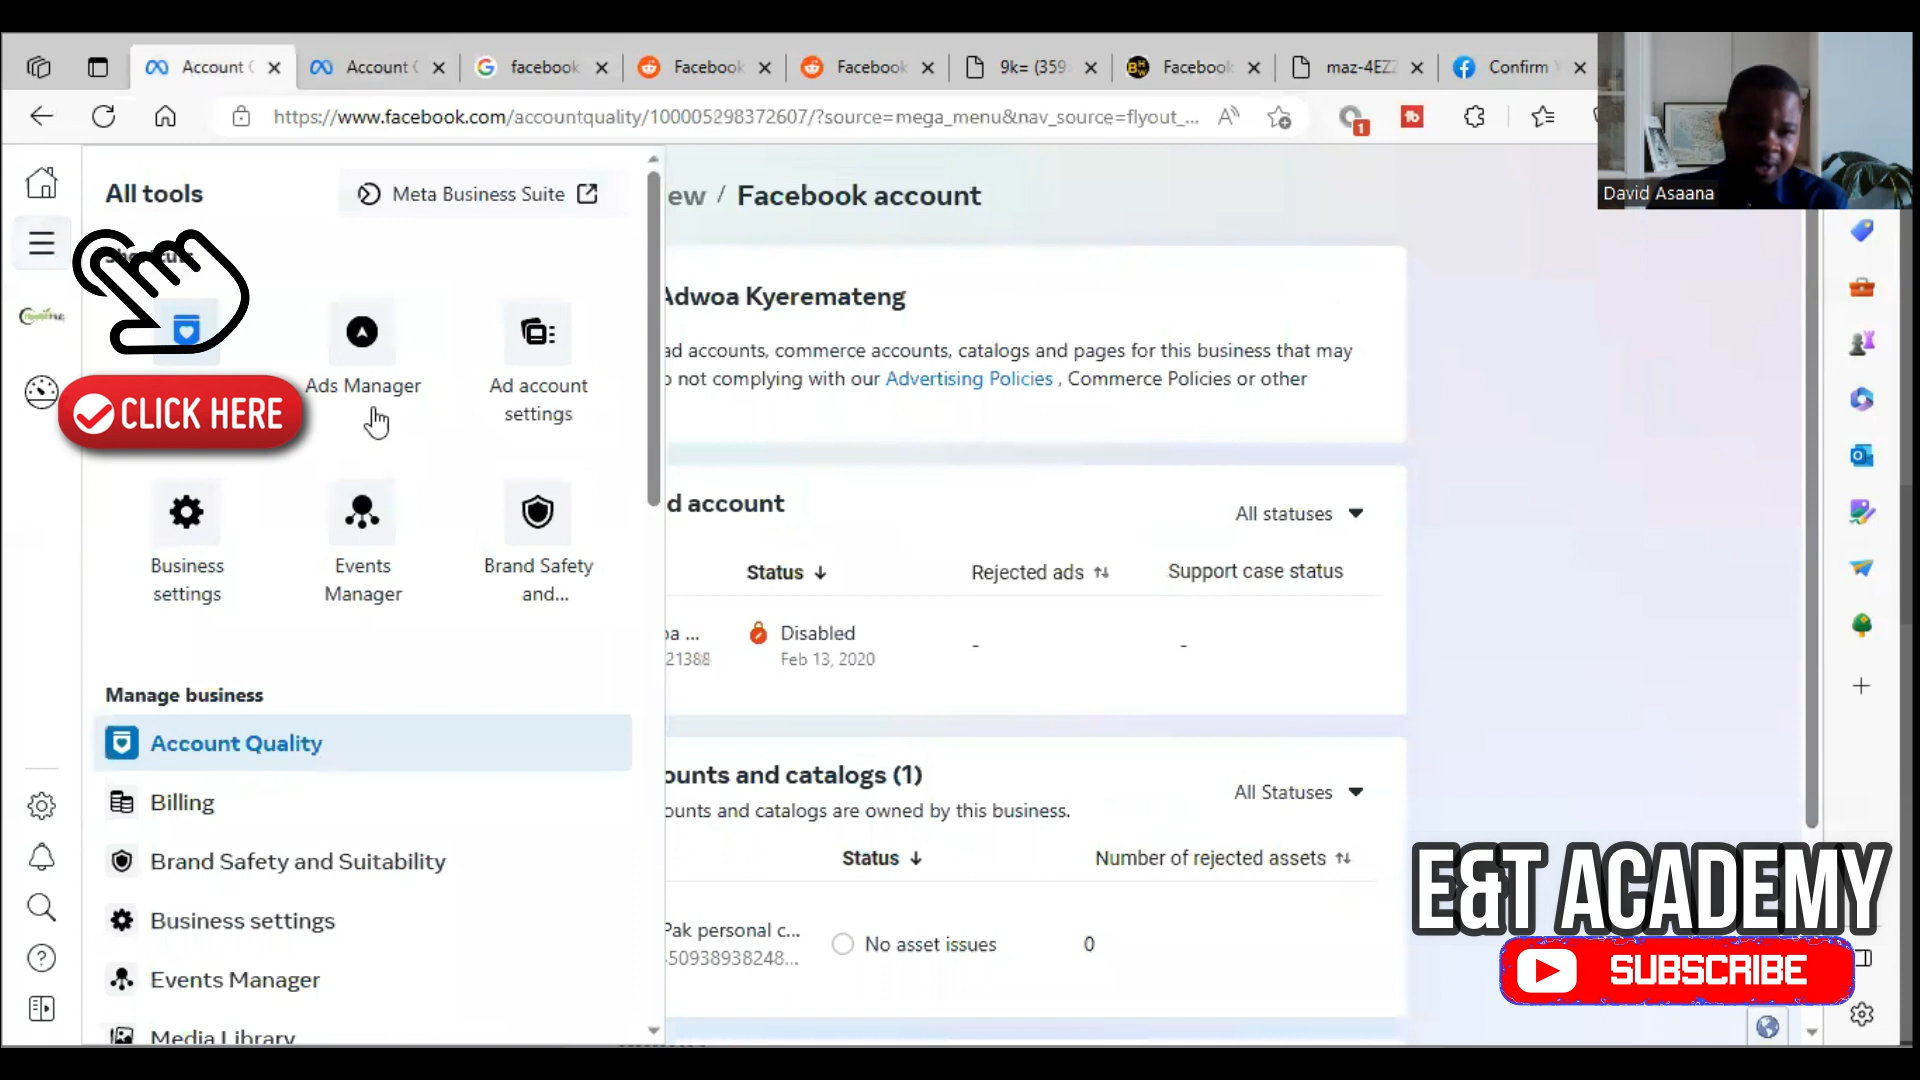 Account (
Account (
facebook
Facebook
Facebook
9k= (359
Facebook
maz-4EZZ
Confirm
https://www.facebook.com/accountquality/100005298372607/?source=mega_menu&nav_source=flyout_...
1
David Asaana
All tools
Meta Business Suite
ew / Facebook account
Shortcuts
Adwoa Kyeremateng
ad accounts, commerce accounts, catalogs and pages for this business that may
o not complying with our Advertising Policies , Commerce Policies or other
Ads Manager
Ad account
settings
CLICK HERE
d account
All statuses
Status
Rejected ads
Support case status
Business
settings
Events
Manager
Brand Safety
and...
oa ...
21388
Disabled
Feb 13, 2020
-
-
Manage business
Account Quality
Billing
Brand Safety and Suitability
Business settings
Events Manager
Media Library
ounts and catalogs (1)
All Statuses
ounts and catalogs are owned by this business.
Status
Number of rejected assets
Pak personal c...
50938938248...
No asset issues
0
E&T ACADEMY
SUBSCRIBE